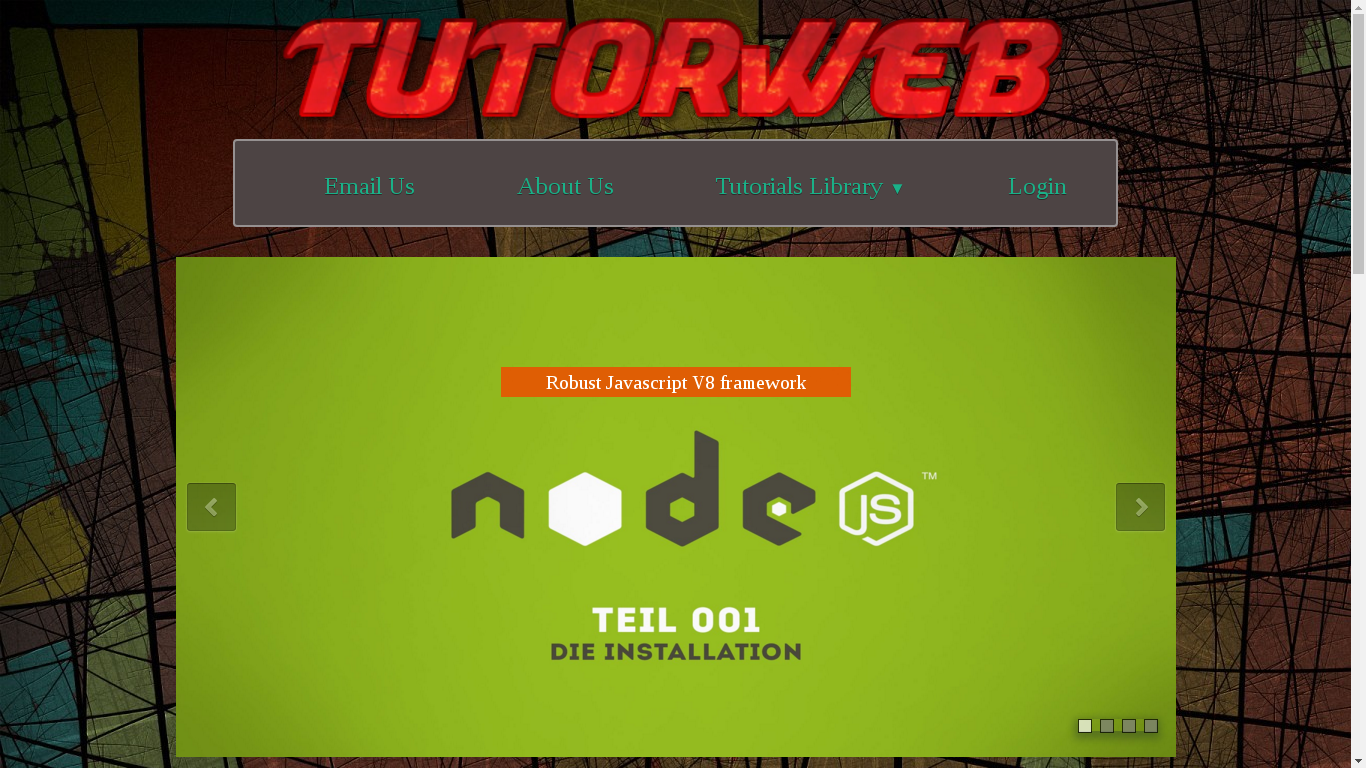 TUTORWEB
Email Us About Us Tutorials Library ▼ Login
Robust Javascript V8 framework
node JS ™
TEIL 001
DIE INSTALLATION